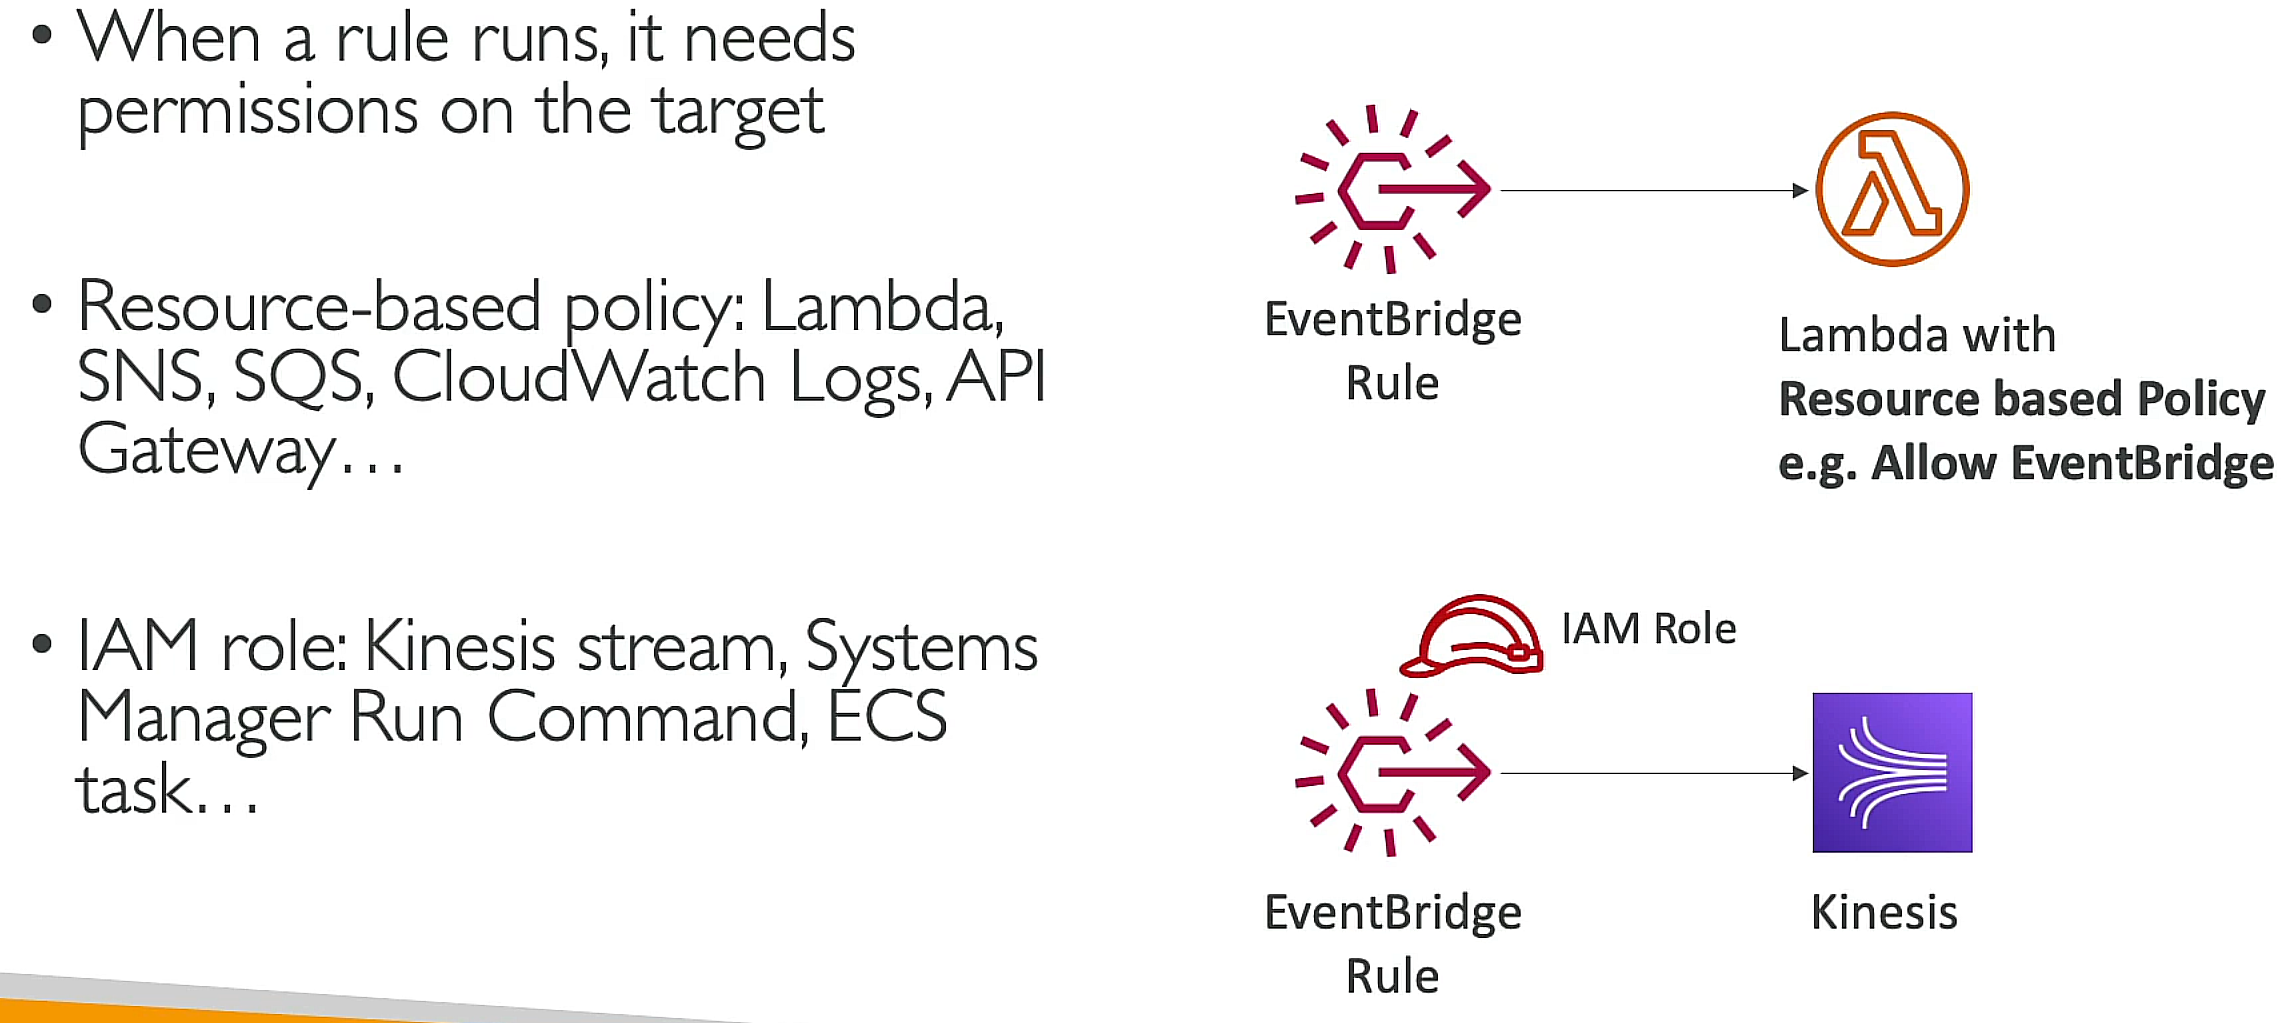 • When a rule runs, it needs
permissions on the target
• Resource-based policy: Lambda,
SNS, SQS, CloudWatch Logs, API
Gateway…
• IAM role: Kinesis stream, Systems
Manager Run Command, ECS
task…
EventBridge
Rule
Lambda with
Resource based Policy
e.g. Allow EventBridge
IAM Role
EventBridge
Rule
Kinesis